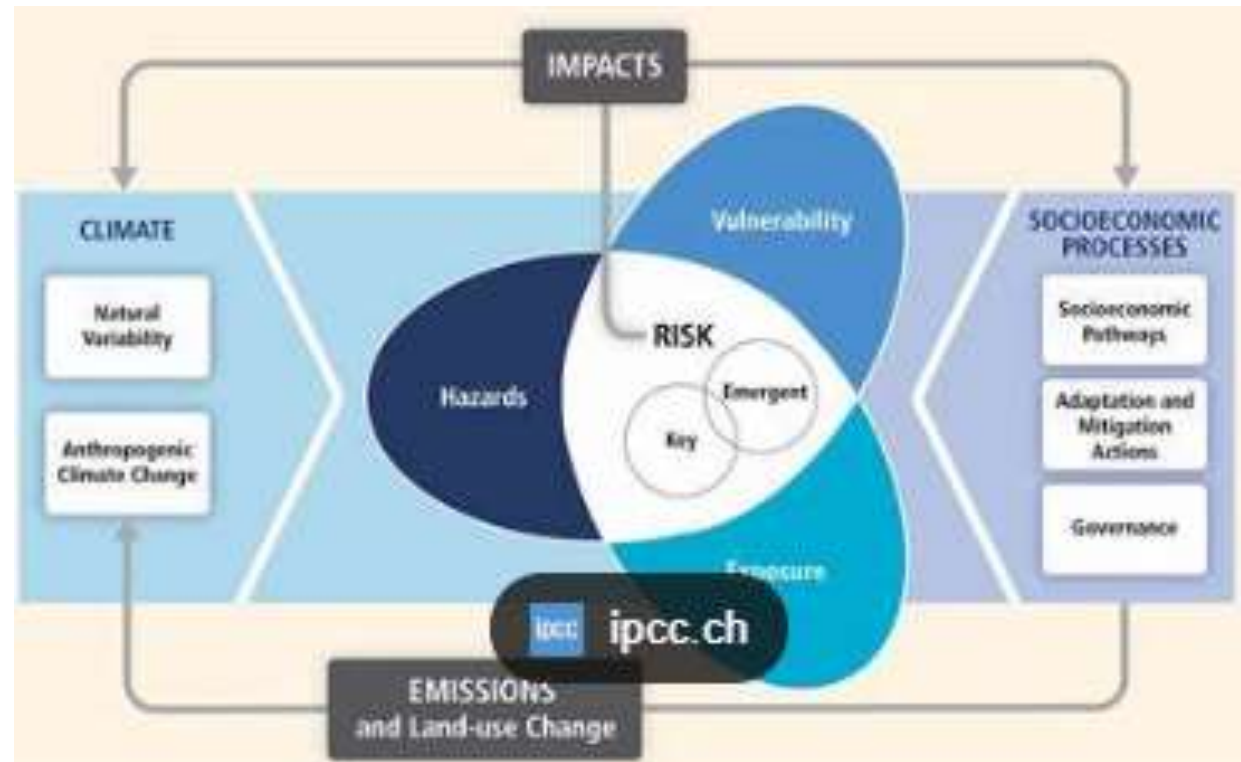 IMPACTS
CLIMATE
Natural
Variability
Anthropogenic
Climate Change
Vulnerability
Hazards
RISK
Emergent
Key
Exposure
SOCIOECONOMIC
PROCESSES
Socioeconomic
Pathways
Adaptation and
Mitigation
Actions
Governance
ipcc ipcc.ch
EMISSIONS
and Land-use Change